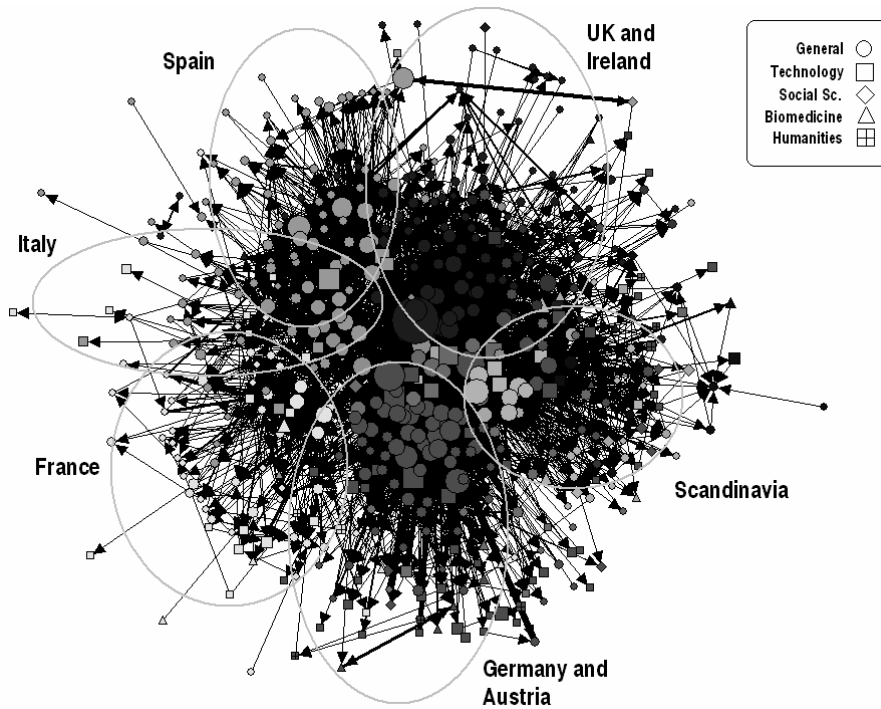 Spain
UK and
Ireland
General
Technology
Social Sc.
Biomedicine
Humanities
Italy
France
Scandinavia
Germany and
Austria